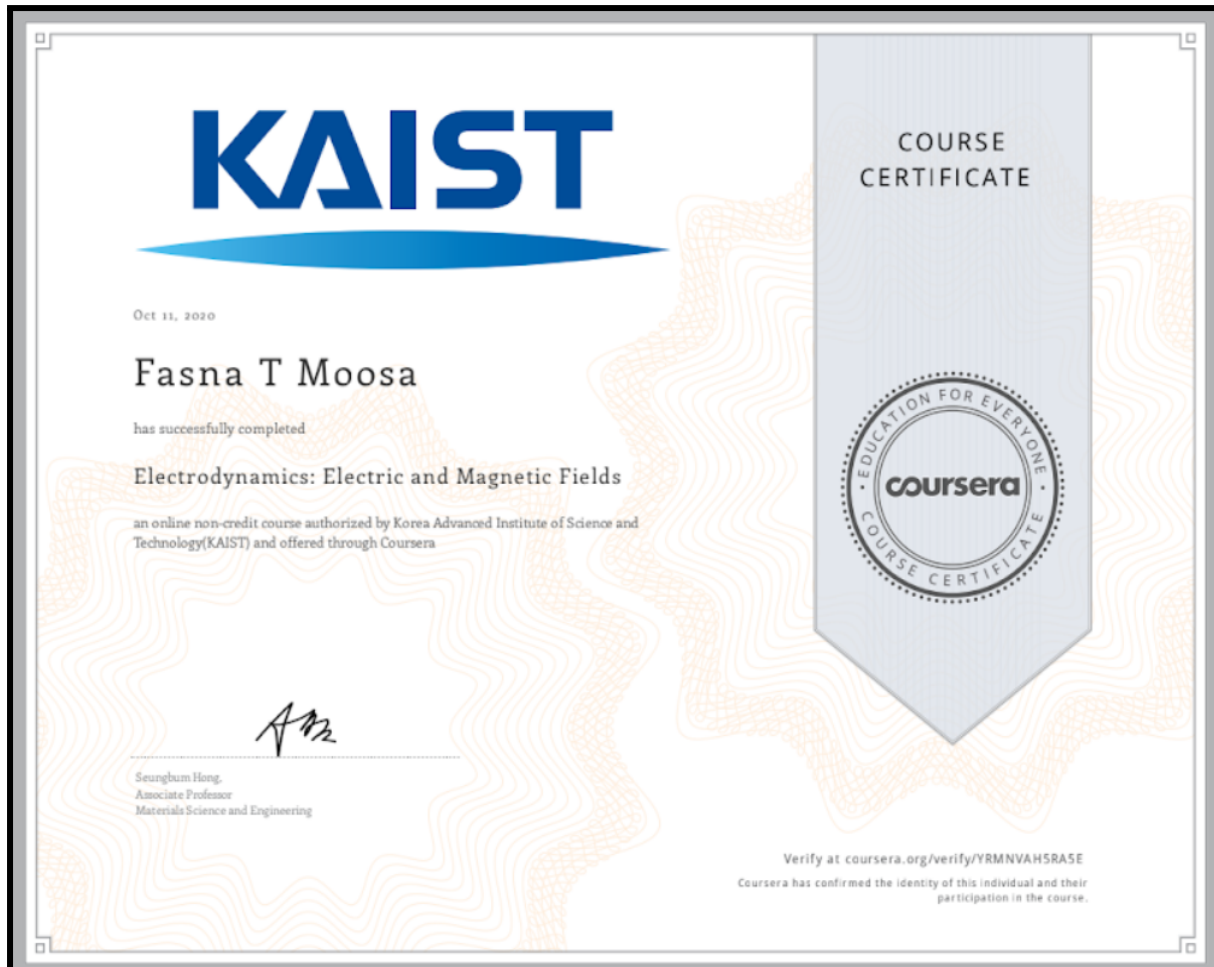 KAIST
Oct 11, 2020
Fasna T Moosa
has successfully completed
Electrodynamics: Electric and Magnetic Fields
an online non-credit course authorized by Korea Advanced Institute of Science and
Technology(KAIST) and offered through Coursera
Seungbum Hong,
Associate Professor
Materials Science and Engineering
COURSE
CERTIFICATE
EDUCATION FOR EVERYONE
coursera
COURSE CERTIFICATE
Verify at coursera.org/verify/YRMNVAH5RA5E
Coursera has confirmed the identity of this individual and their
participation in the course.